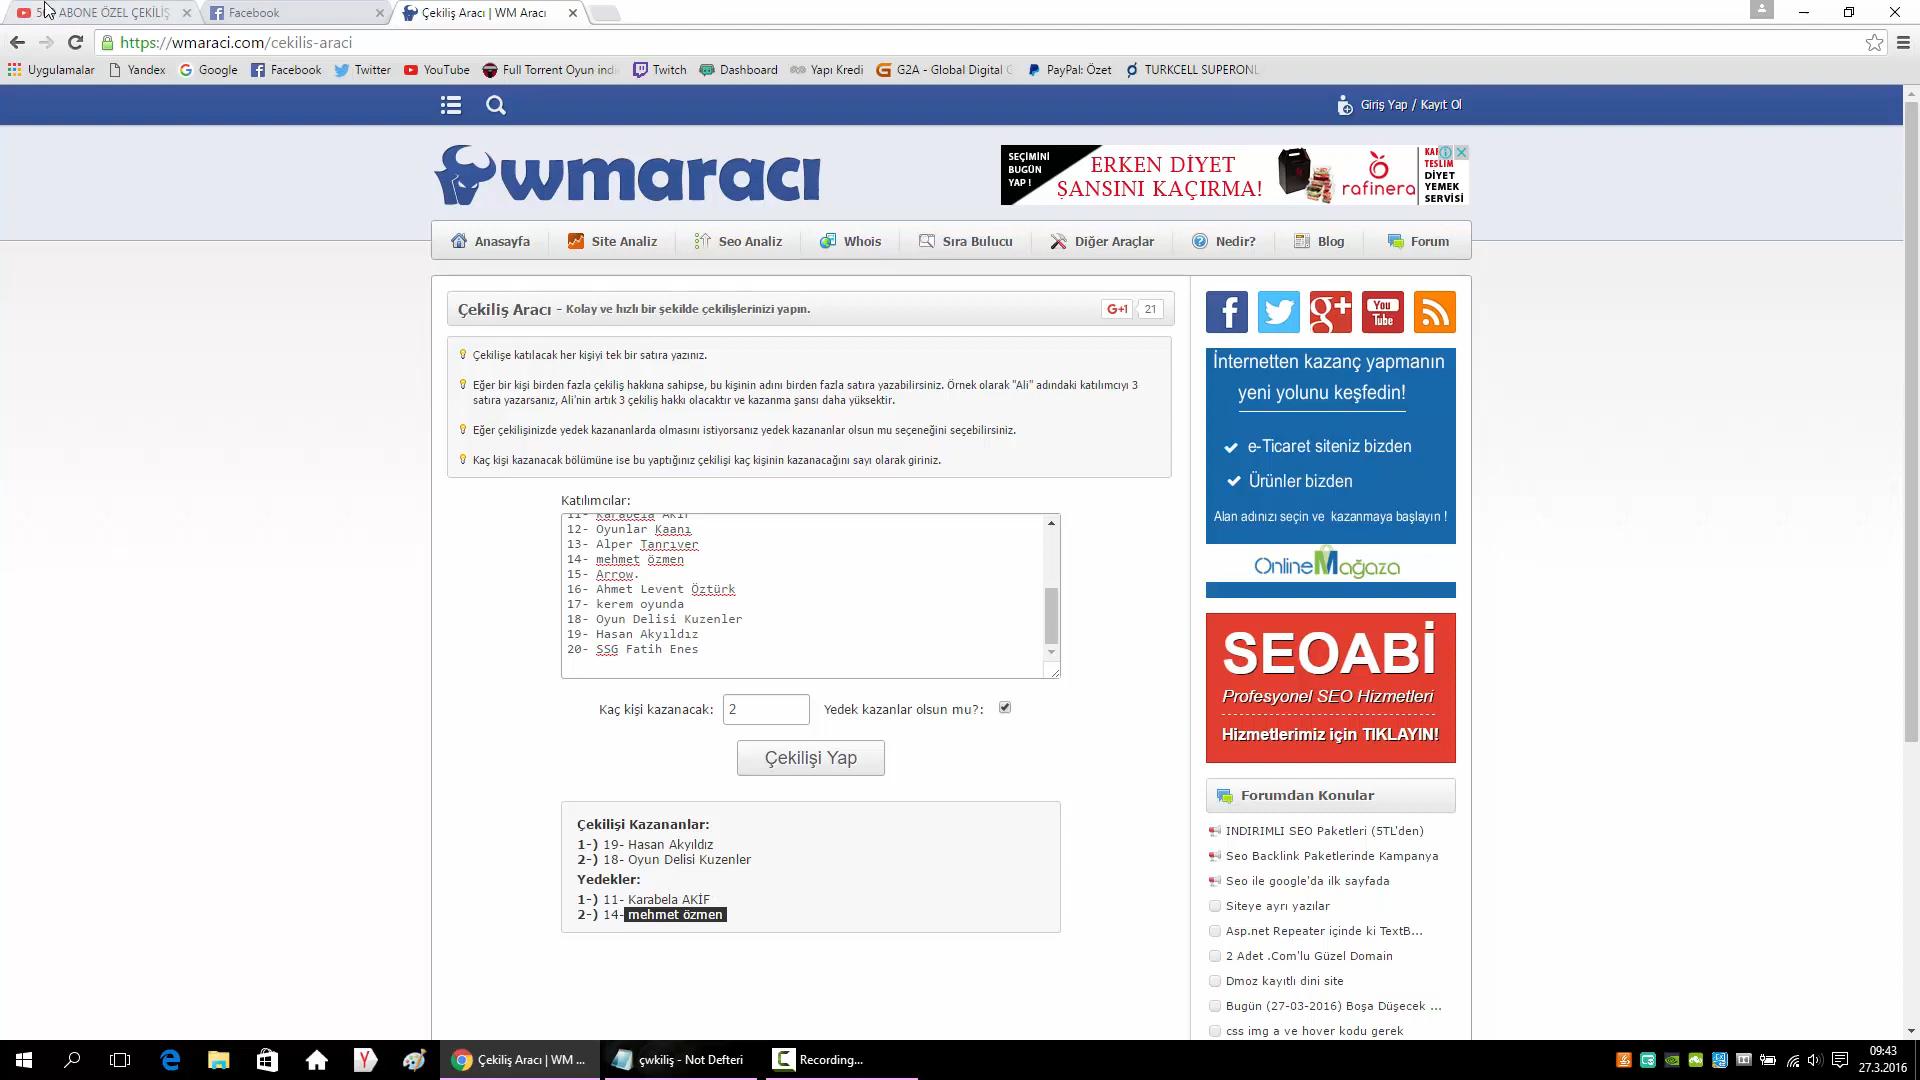 ABONE ÖZEL ÇEKİLİŞ
Facebook
Çekiliş Aracı | WM Aracı
https://wmaraci.com/cekilis-araci
Uygulamalar
Yandex
Google
Facebook
Twitter
YouTube
Full Torrent Oyun indi
Twitch
Dashboard
Yapı Kredi
G2A - Global Digital
PayPal: Özet
TURKCELL SUPERONL
Giriş Yap / Kayıt Ol
wmaracı
SEÇİMİNİ
BUGÜN
YAP !
ERKEN DİYET
ŞANSINI KAÇIRMA!
rafinera
TESLİM
DİYET
YEMEK
SERVİSİ
Anasayfa
Site Analiz
Seo Analiz
Whois
Sıra Bulucu
Diğer Araçlar
Nedir?
Blog
Forum
Çekiliş Aracı - Kolay ve hızlı bir şekilde çekilişlerinizi yapın.
G+1
21
Çekilişe katılacak her kişiyi tek bir satıra yazınız.
Eğer bir kişi birden fazla çekiliş hakkına sahipse, bu kişinin adını birden fazla satıra yazabilirsiniz. Örnek olarak "Ali" adındaki katılımcıyı 3
satıra yazarsanız, Ali'nin artık 3 çekiliş hakkı olacaktır ve kazanma şansı daha yüksektir.
Eğer çekilişinizde yedek kazananlarda olmasını istiyorsanız yedek kazananlar olsun mu seçeneğini seçebilirsiniz.
Kaç kişi kazanacak bölümüne ise bu yaptığınız çekilişi kaç kişinin kazanacağını sayı olarak giriniz.
Katılımcılar:
11- Karabela AKİF
12- Oyunlar Kaanı
13- Alper Tanrıver
14- mehmet özmen
15- Arrow.
16- Ahmet Levent Öztürk
17- kerem oyunda
18- Oyun Delisi Kuzenler
19- Hasan Akyıldız
20- SSG Fatih Enes
Kaç kişi kazanacak: 2
Yedek kazanlar olsun mu?:
Çekilişi Yap
Çekilişi Kazananlar:
1-) 19- Hasan Akyıldız
2-) 18- Oyun Delisi Kuzenler
Yedekler:
1-) 11- Karabela AKİF
2-) 14- mehmet özmen
f
g+
You
Tube
İnternetten kazanç yapmanın
yeni yolunu keşfedin!
e-Ticaret siteniz bizden
Ürünler bizden
Alan adınızı seçin ve kazanmaya başlayın !
OnlineMağaza
SEOABİ
Profesyonel SEO Hizmetleri
Hizmetlerimiz için TIKLAYIN!
Forumdan Konular
INDIRIMLI SEO Paketleri (5TL'den)
Seo Backlink Paketlerinde Kampanya
Seo ile google'da ilk sayfada
Siteye ayrı yazılar
Asp.net Repeater içinde ki TextB...
2 Adet .Com'lu Güzel Domain
Dmoz kayıtlı dini site
Bugün (27-03-2016) Boşa Düşecek ...
css img a ve hover kodu gerek
Çekiliş Aracı | WM ...
çwkiliş - Not Defteri
Recording...
09:43
27.3.2016